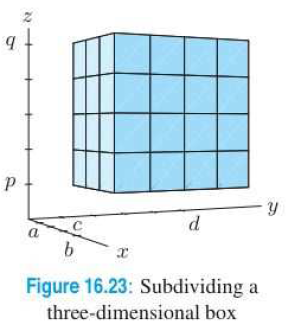 z
q
p
y
a
c
d
b
x
Figure 16.23: Subdividing a
three-dimensional box